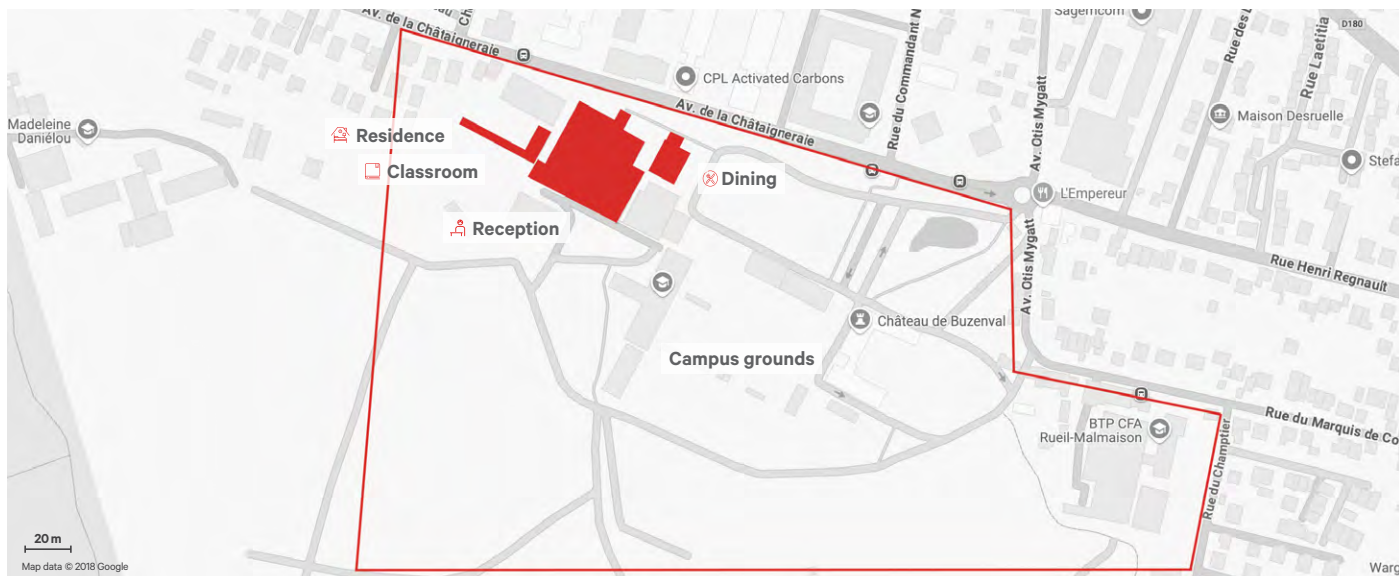 Av. de la Châtaigneraie
Sagemcom
D180
Rue des
Rue Laetitia
CPL Activated Carbons
Av. de la Châtaigneraie
Rue du Commandant N
Av. Otis Mygatt
Maison Desruelle
Madeleine
Daniélou
Residence
Classroom
Dining
Stefa
L'Empereur
Reception
Av. Otis Mygatt
Rue Henri Regnault
Château de Buzenval
Campus grounds
BTP CFA
Rueil-Malmaison
Rue du Marquis de Co
Rue du Champtier
20 m
Map data © 2018 Google